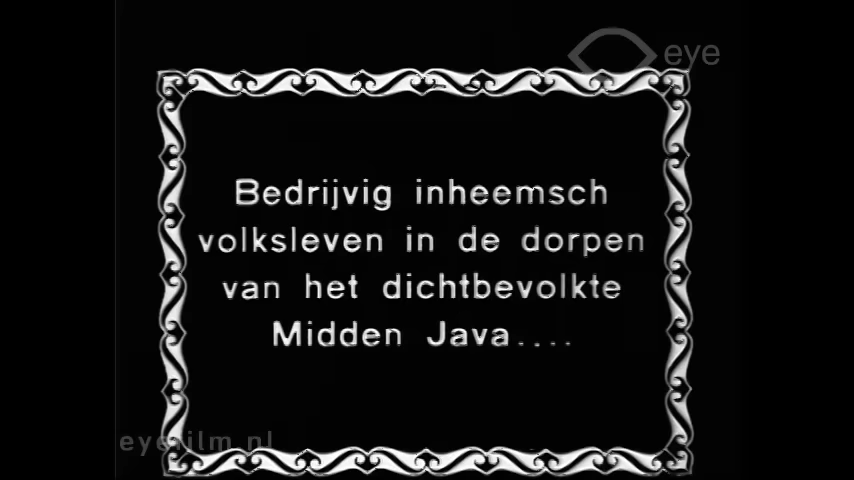 eye
Bedrijvig inheemsch
volksleven in de dorpen
van het dichtbevolkte
Midden Java....
eyefilm.nl